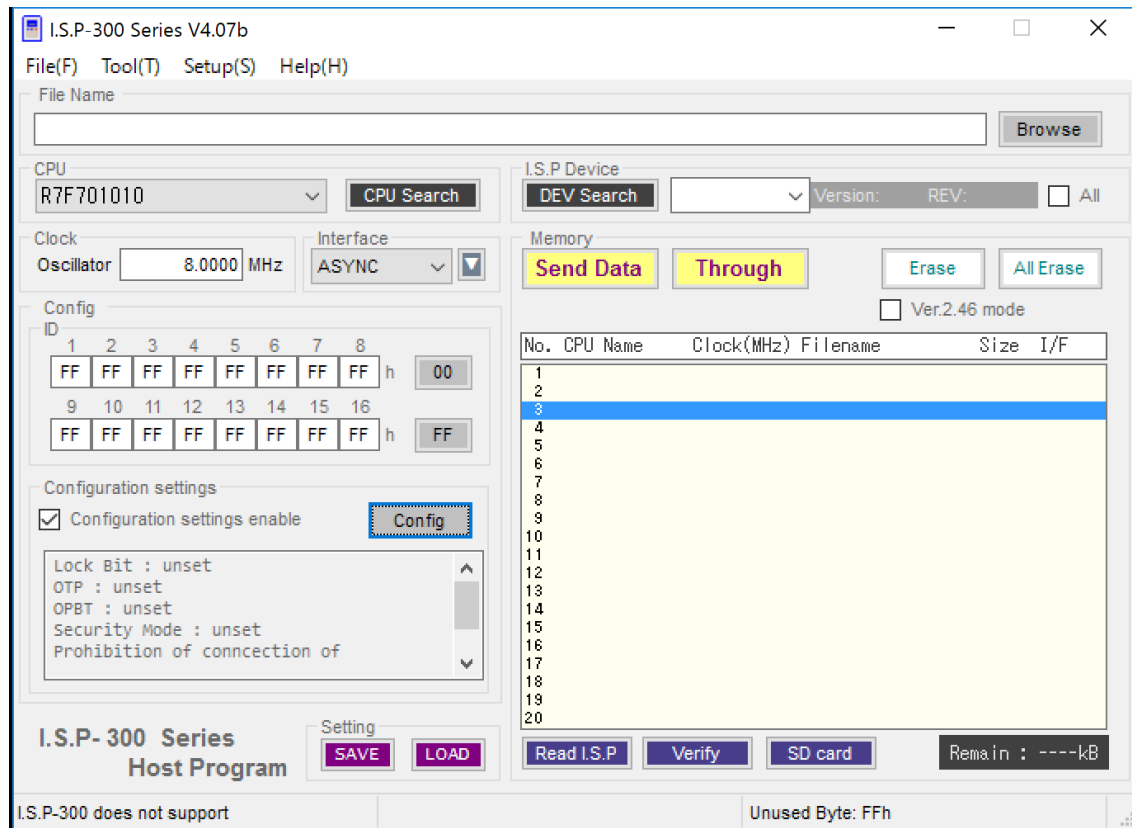 I.S.P-300 Series V4.07b
File(F) Tool(T) Setup(S) Help(H)
File Name
Browse
CPU
R7F701010
CPU Search
I.S.P Device
DEV Search
Version: REV:
All
Clock
Oscillator 8.0000 MHz
Interface
ASYNC
Memory
Send Data
Through
Erase
All Erase
Ver.2.46 mode
Config
ID
1 2 3 4 5 6 7 8
FF FF FF FF FF FF FF FF h 00
9 10 11 12 13 14 15 16
FF FF FF FF FF FF FF FF h FF
Configuration settings
Configuration settings enable
Config
Lock Bit : unset
OTP : unset
OPBT : unset
Security Mode : unset
Prohibition of conncection of
No. CPU Name Clock(MHz) Filename Size I/F
1
2
3
4
5
6
7
8
9
10
11
12
13
14
15
16
17
18
19
20
I.S.P- 300 Series
Host Program
Setting
SAVE
LOAD
Read I.S.P
Verify
SD card
Remain : ----kB
I.S.P-300 does not support
Unused Byte: FFh